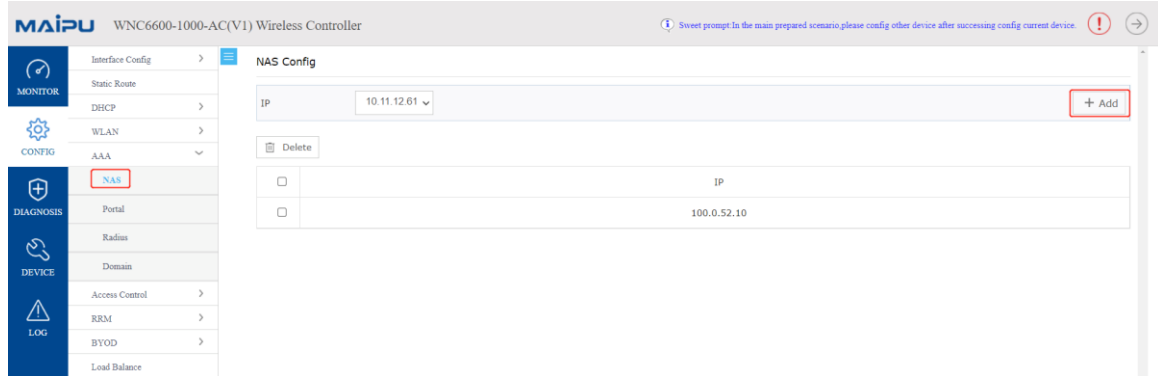 MAIPU WNC6600-1000-AC(V1) Wireless Controller
Sweet prompt:In the main prepared scenario,please config other device after successing config current device.
MONITOR
CONFIG
DIAGNOSIS
DEVICE
LOG
Interface Config
Static Route
DHCP
WLAN
AAA
NAS
Portal
Radius
Domain
Access Control
RRM
BYOD
Load Balance
NAS Config
IP 10.11.12.61 + Add
Delete
IP
100.0.52.10